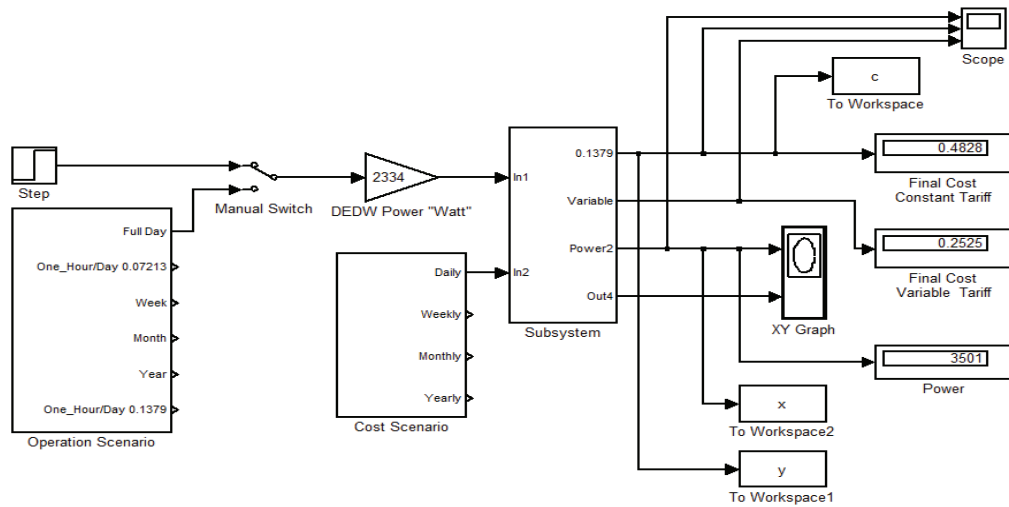 Scope
c
To Workspace
0.4828
Final Cost
Constant Tariff
Step
Manual Switch
2334
DEDW Power "Watt"
In1
In2
0.1379
Variable
Power2
Out4
Subsystem
0.2525
Final Cost
Variable  Tariff
XY Graph
3501
Power
Full Day
One_Hour/Day 0.07213
Week
Month
Year
One_Hour/Day 0.1379
Operation Scenario
Daily
Weekly
Monthly
Yearly
Cost Scenario
x
To Workspace2
y
To Workspace1